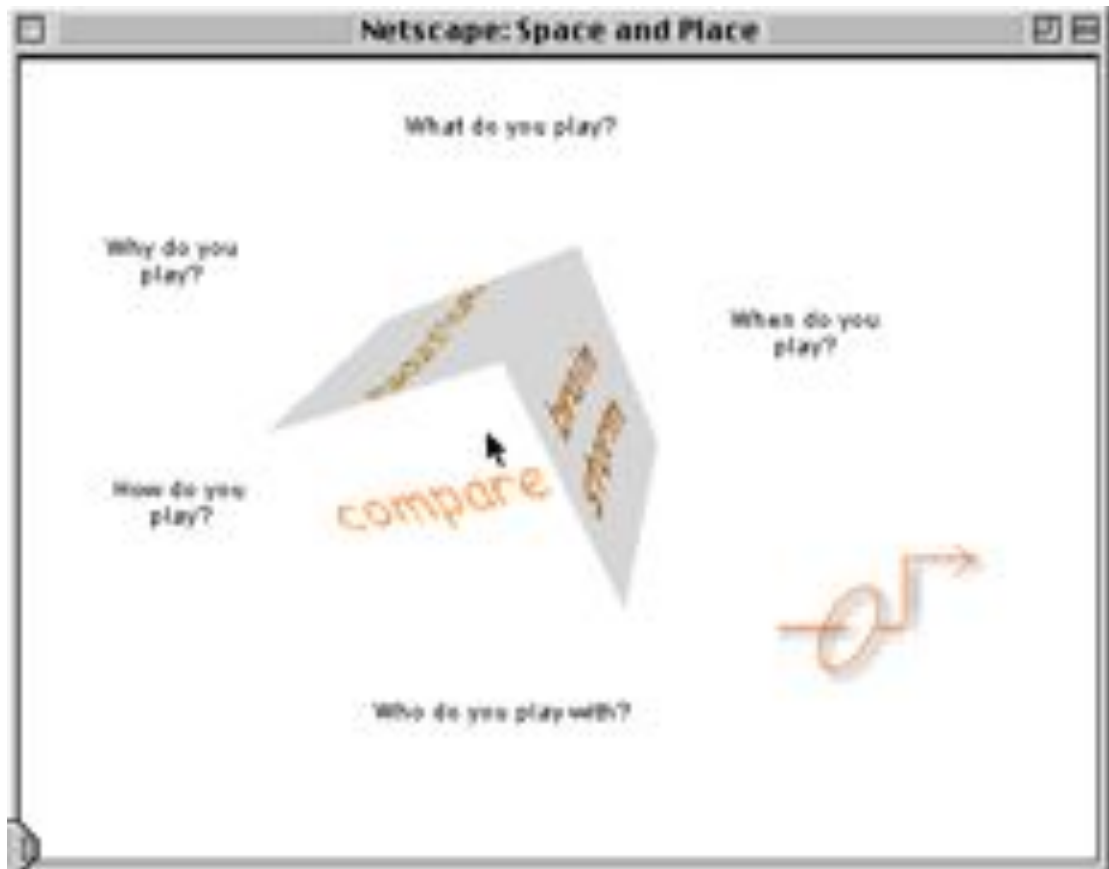 Netscape: Space and Place
What do you play?
Why do you
play?
When do you
play?
How do you
play?
compare
Who do you play with?